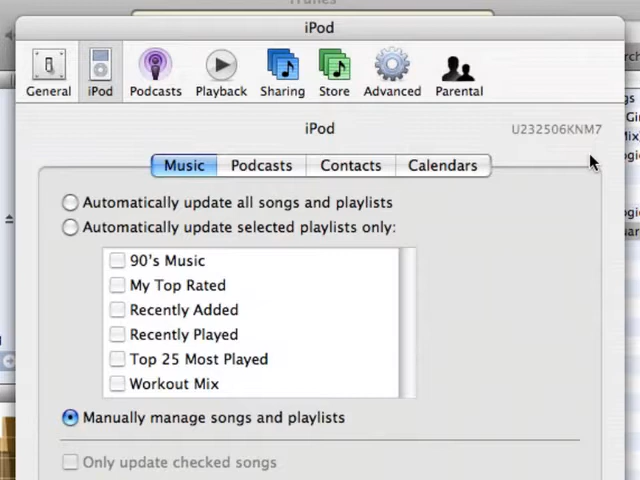 iPod
General iPod Podcasts Playback Sharing Store Advanced Parental
iPod U232506KNM7
Music Podcasts Contacts Calendars
Automatically update all songs and playlists
Automatically update selected playlists only:
90's Music
My Top Rated
Recently Added
Recently Played
Top 25 Most Played
Workout Mix
Manually manage songs and playlists
Only update checked songs